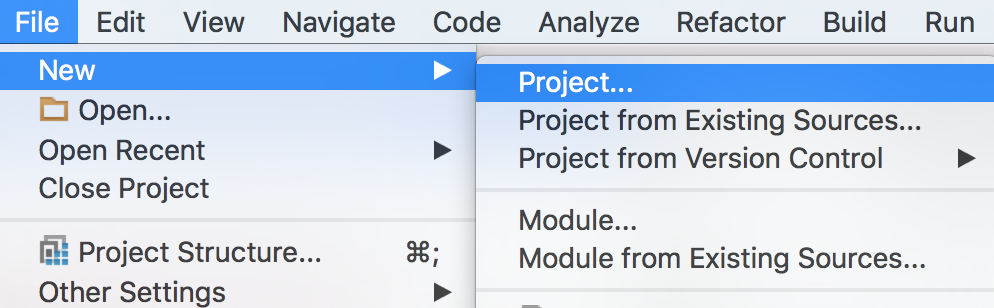 File Edit View Navigate Code Analyze Refactor Build Run
New
Open...
Open Recent
Close Project
Project Structure... ⌘;
Other Settings
Project...
Project from Existing Sources...
Project from Version Control
Module...
Module from Existing Sources...